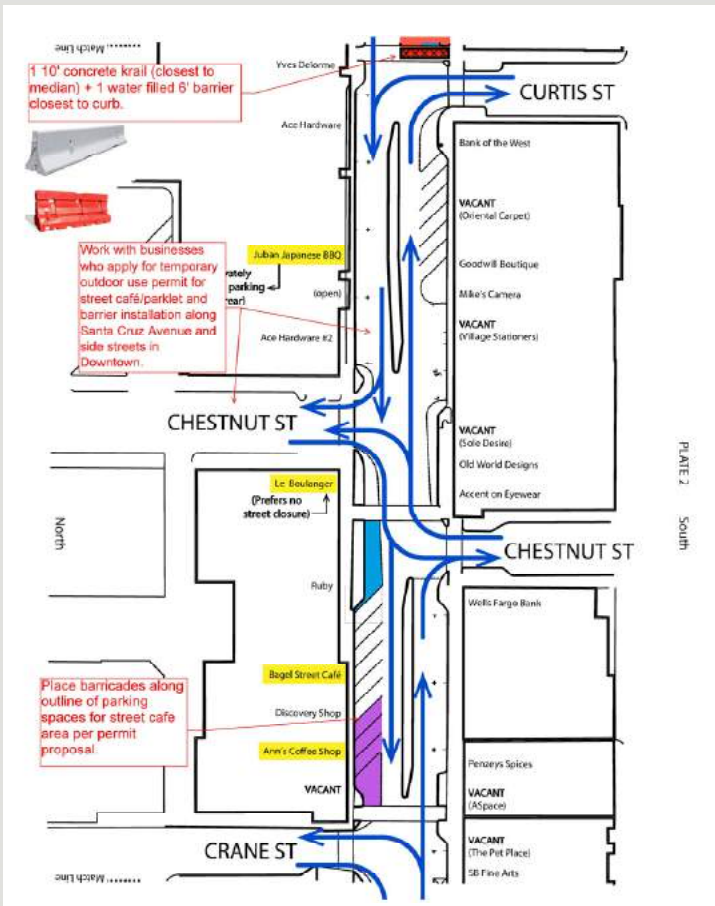 Match Line ........
1 10' concrete krail (closest to
median) + 1 water filled 6' barrier
closest to curb.
Yves Delorme
CURTIS ST
Ace Hardware
Bank of the West
VACANT
(Oriental Carpet)
Work with businesses
who apply for temporary
outdoor use permit for
street café/parklet and
barrier installation along
Santa Cruz Avenue and
side streets in
Downtown.
Juban Japanese BBQ
vately
parking
rear)
(open)
Goodwill Boutique
Mike's Camera
VACANT
(Village Stationers)
Ace Hardware #2
CHESTNUT ST
VACANT
(Sole Desire)
Old World Designs
Accent on Eyewear
PLATE 2
South
North
Le Boulanger
(Prefers no
street closure)
CHESTNUT ST
Ruby
Wells Fargo Bank
Place barricades along
outline of parking
spaces for street cafe
area per permit
proposal.
Bagel Street Café
Discovery Shop
Ann's Coffee Shop
VACANT
Penzeys Spices
VACANT
(ASpace)
CRANE ST
VACANT
(The Pet Place)
SB Fine Arts
Match Line ........